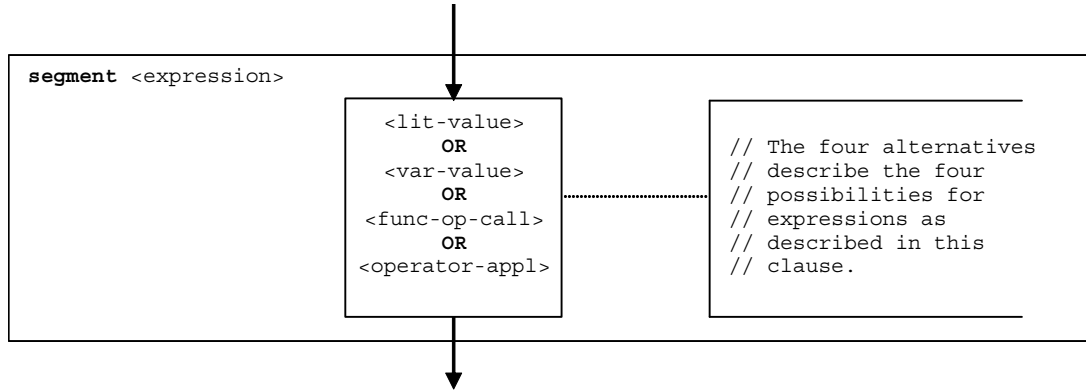 segment <expression>
<lit-value>
OR
<var-value>
OR
<func-op-call>
OR
<operator-appl>
// The four alternatives
// describe the four
// possibilities for
// expressions as
// described in this
// clause.